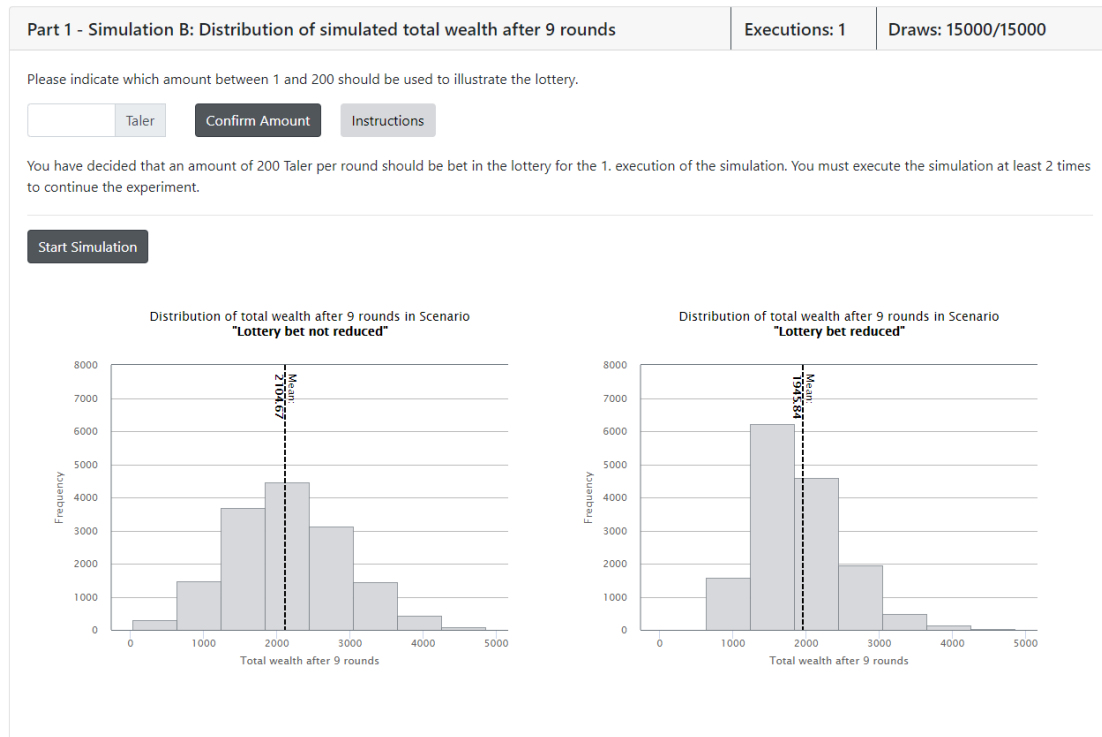 Part 1 - Simulation B: Distribution of simulated total wealth after 9 rounds
Executions: 1
Draws: 15000/15000
Please indicate which amount between 1 and 200 should be used to illustrate the lottery.
Taler
Confirm Amount
Instructions
You have decided that an amount of 200 Taler per round should be bet in the lottery for the 1. execution of the simulation. You must execute the simulation at least 2 times
to continue the experiment.
Start Simulation
Distribution of total wealth after 9 rounds in Scenario
"Lottery bet not reduced"
8000
7000
6000
5000
4000
3000
2000
1000
0
Frequency
Mean:
2104.67
0 1000 2000 3000 4000 5000
Total wealth after 9 rounds
Distribution of total wealth after 9 rounds in Scenario
"Lottery bet reduced"
8000
7000
6000
5000
4000
3000
2000
1000
0
Frequency
Mean:
1945.84
0 1000 2000 3000 4000 5000
Total wealth after 9 rounds